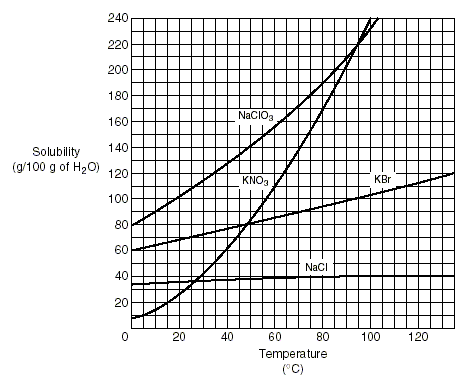 240
220
200
180
160
140
120
100
80
60
40
20
0
Solubility
(g/100 g of H₂O)
NaClO₃
KNO₃
KBr
NaCl
20 40 60 80 100 120
Temperature
(°C)